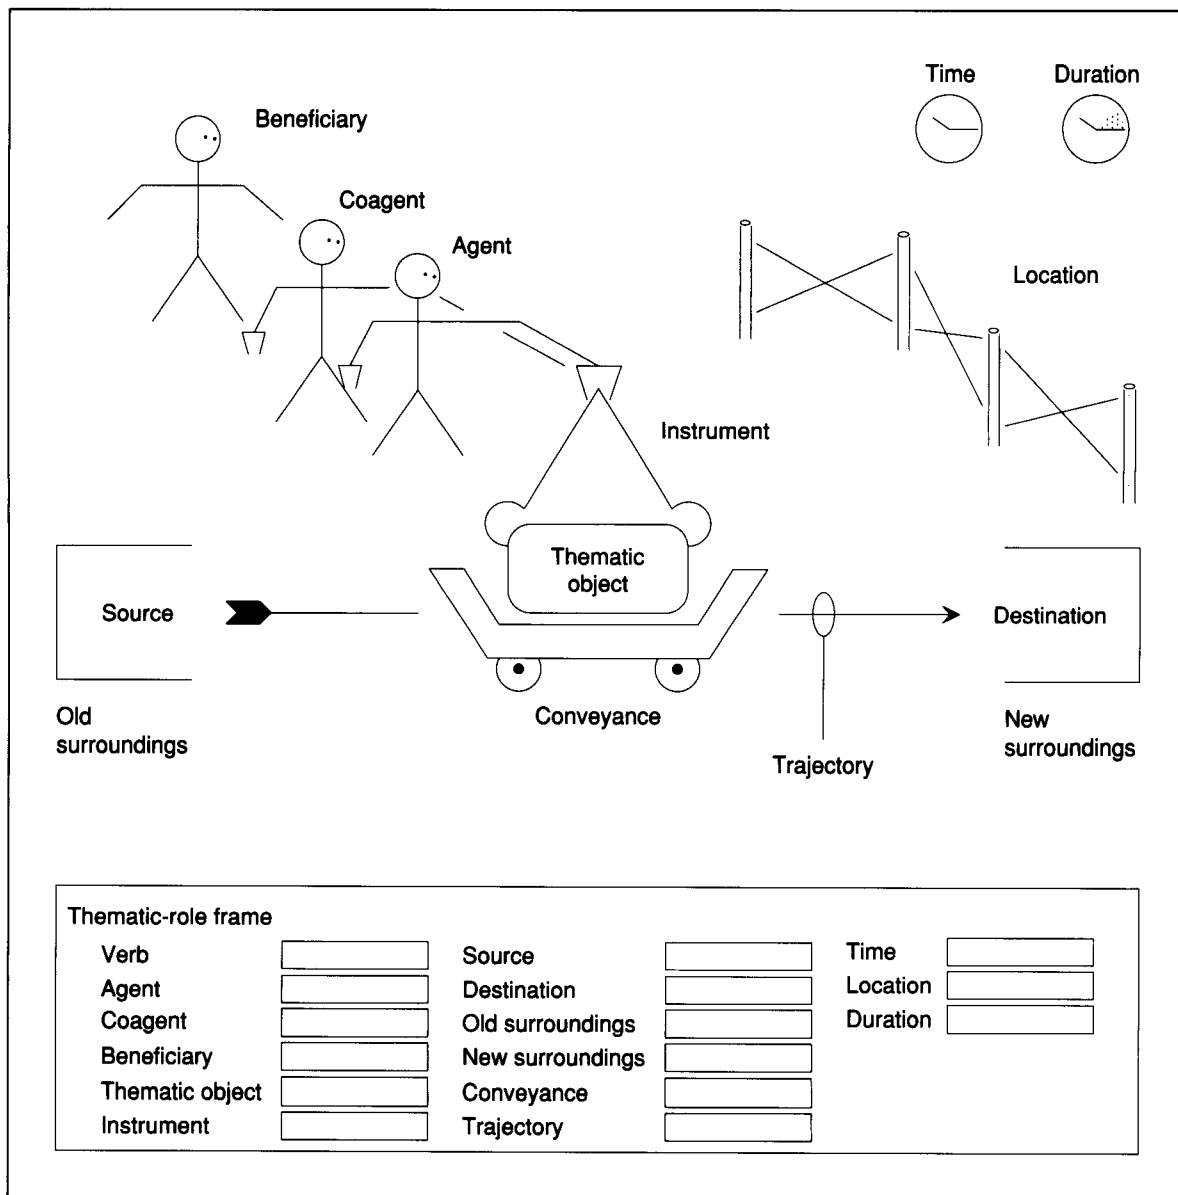 Time
Duration
Beneficiary
Coagent
Agent
Location
Instrument
Thematic
object
Source
Destination
Old
surroundings
Conveyance
New
surroundings
Trajectory
Thematic-role frame
Verb
Agent
Coagent
Beneficiary
Thematic object
Instrument
Source
Destination
Old surroundings
New surroundings
Conveyance
Trajectory
Time
Location
Duration